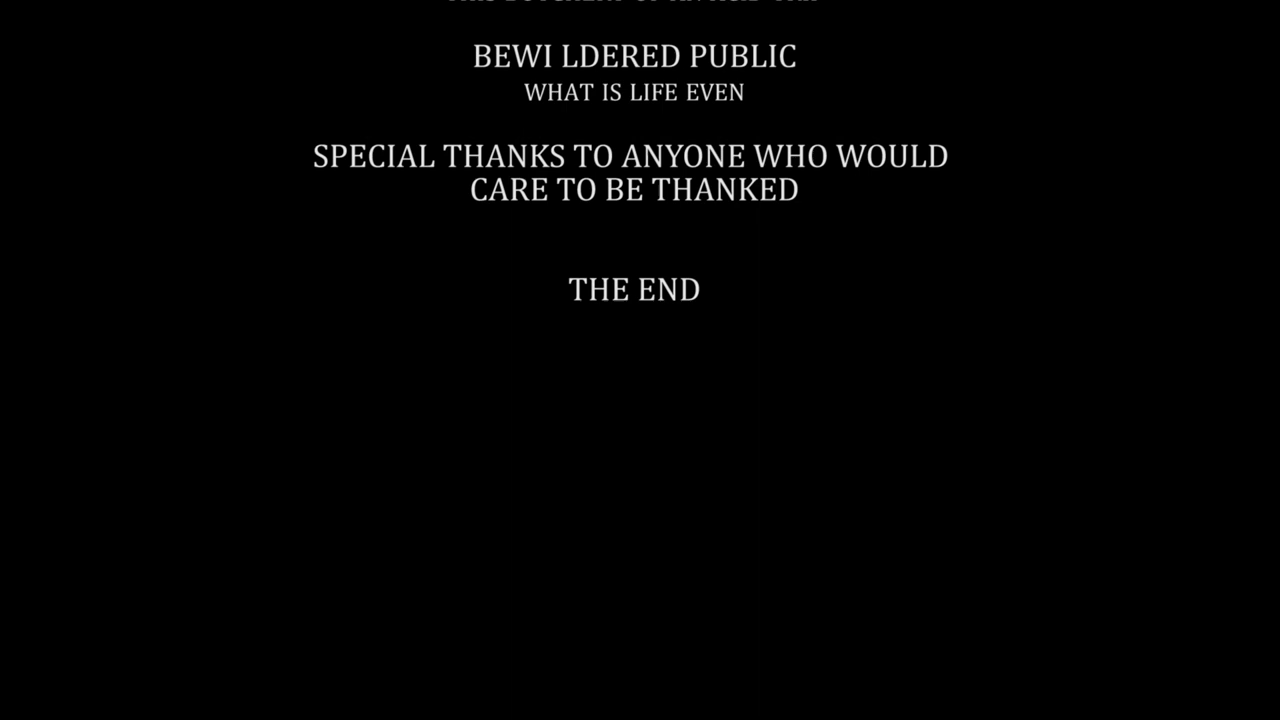 BEWI LDERED PUBLIC
WHAT IS LIFE EVEN
SPECIAL THANKS TO ANYONE WHO WOULD
CARE TO BE THANKED
THE END